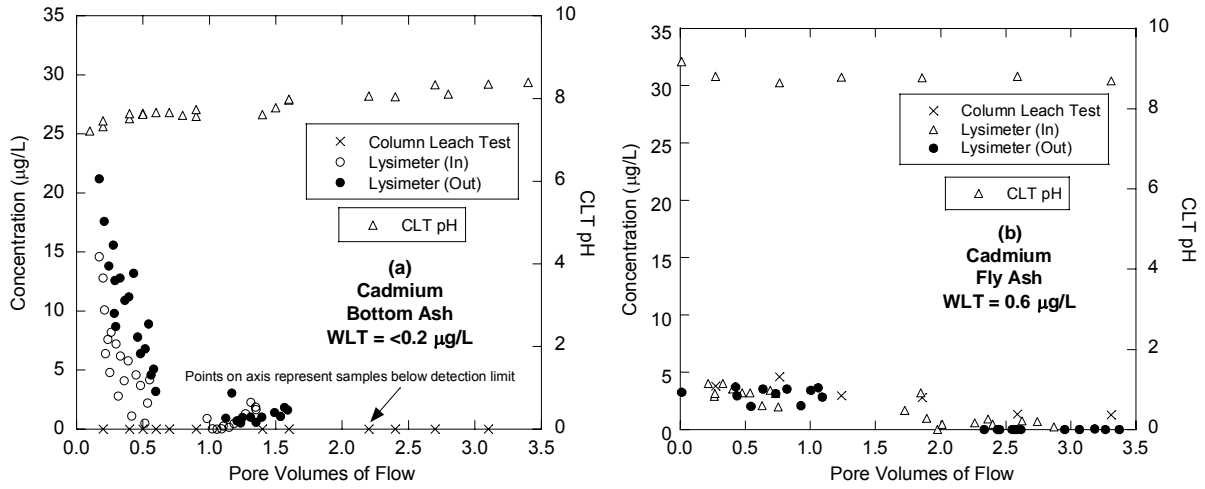 35
30
25
20
15
10
5
0
Concentration (μg/L)
10
8
6
4
2
0
CLT pH
Column Leach Test
Lysimeter (In)
Lysimeter (Out)
CLT pH
(a)
Cadmium
Bottom Ash
WLT = <0.2 μg/L
Points on axis represent samples below detection limit
0.0 0.5 1.0 1.5 2.0 2.5 3.0 3.5
Pore Volumes of Flow
35
30
25
20
15
10
5
0
Concentration (μg/L)
10
8
6
4
2
0
CLT pH
Column Leach Test
Lysimeter (In)
Lysimeter (Out)
CLT pH
(b)
Cadmium
Fly Ash
WLT = 0.6 μg/L
0.0 0.5 1.0 1.5 2.0 2.5 3.0 3.5
Pore Volumes of Flow